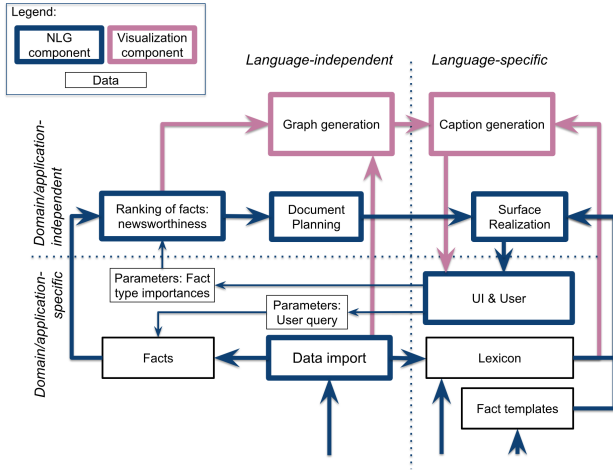 Legend:
NLG
component
Visualization
component
Data
Language-independent
Language-specific
Domain/application-
independent
Graph generation
Caption generation
Ranking of facts:
newsworthiness
Document
Planning
Surface
Realization
Domain/application-
specific
Parameters: Fact
type importances
UI & User
Parameters:
User query
Facts
Data import
Lexicon
Fact templates